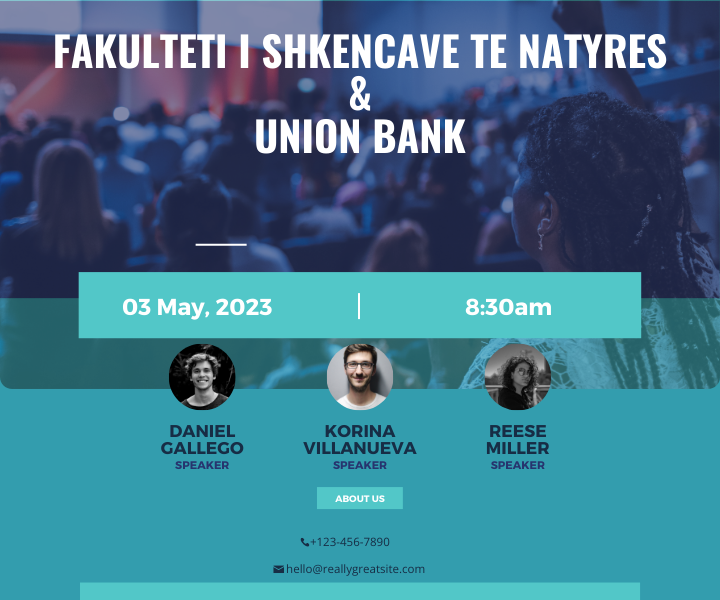 FAKULTETI I SHKENCAVE TE NATYRES
&
UNION BANK
03 May, 2023 | 8:30am
DANIEL GALLEGO
SPEAKER
KORINA VILLANUEVA
SPEAKER
REESE MILLER
SPEAKER
ABOUT US
+123-456-7890
hello@reallygreatsite.com